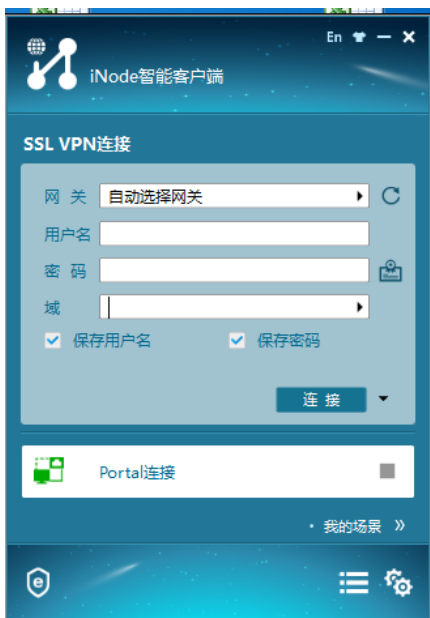 En
iNode智能客户端
SSL VPN连接
网 关 自动选择网关
用户名
密 码
域
保存用户名 保存密码
连 接
Portal连接
· 我的场景 »